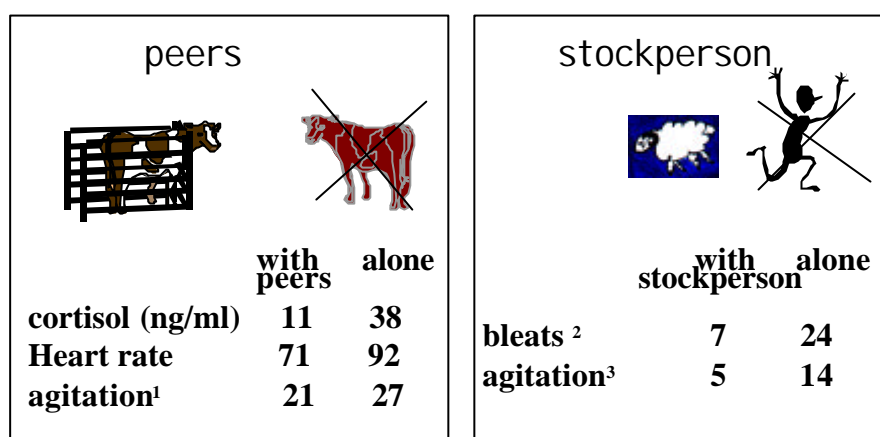 peers
with alone
peers
cortisol (ng/ml) 11 38
Heart rate 71 92
agitation¹ 21 27
stockperson
with alone
stockperson
bleats ² 7 24
agitation³ 5 14